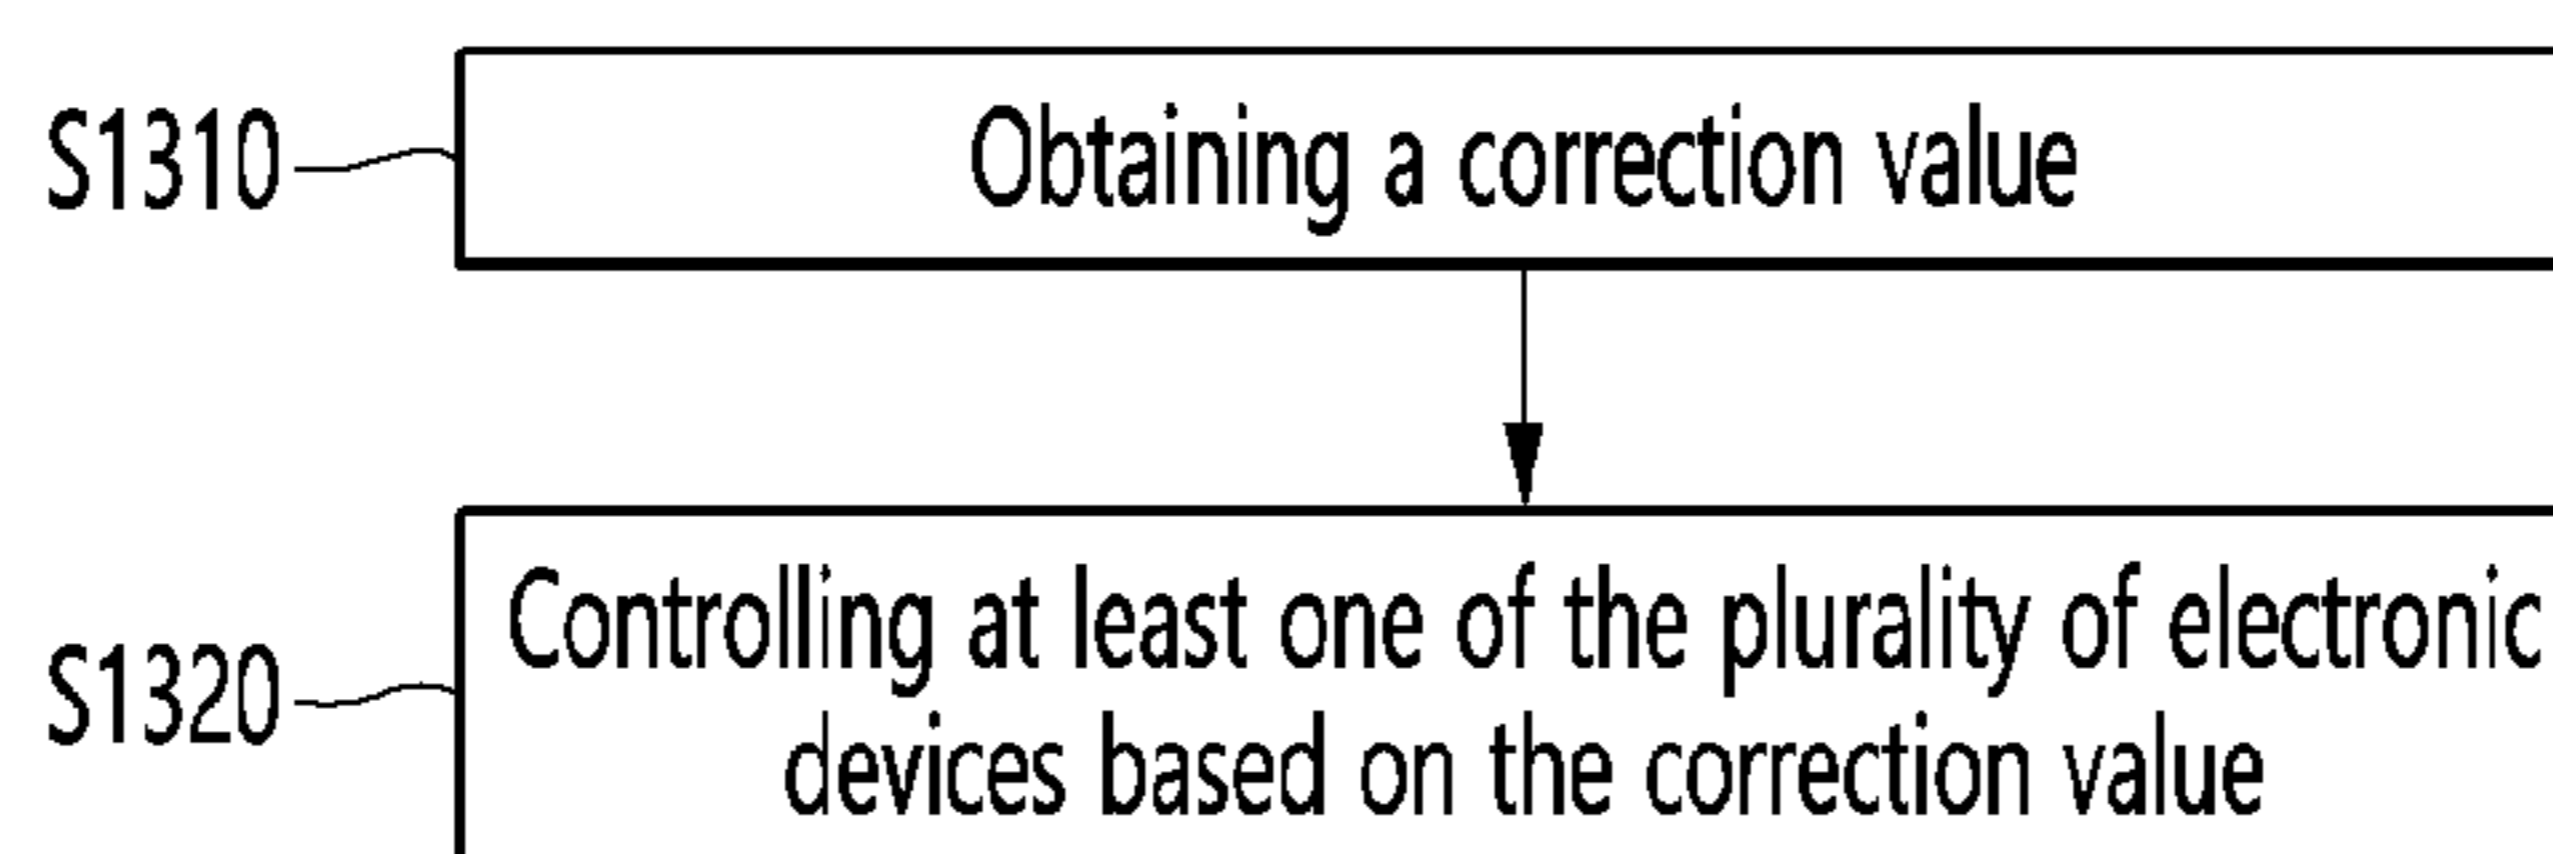 S1310
Obtaining a correction value
S1320
Controlling at least one of the plurality of electronic
devices based on the correction value